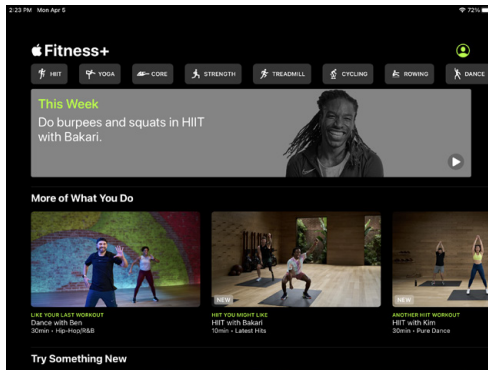 2:23 PM Mon Apr 5
72%
Fitness+
HIIT
YOGA
CORE
STRENGTH
TREADMILL
CYCLING
ROWING
DANCE
This Week
Do burpees and squats in HIIT
with Bakari.
More of What You Do
NEW
NEW
LIKE YOUR LAST WORKOUT
Dance with Ben
30min • Hip-Hop/R&B
HIIT YOU MIGHT LIKE
HIIT with Bakari
10min • Latest Hits
ANOTHER HIIT WORKOUT
HIIT with Kim
30min • Pure Dance
Try Something New